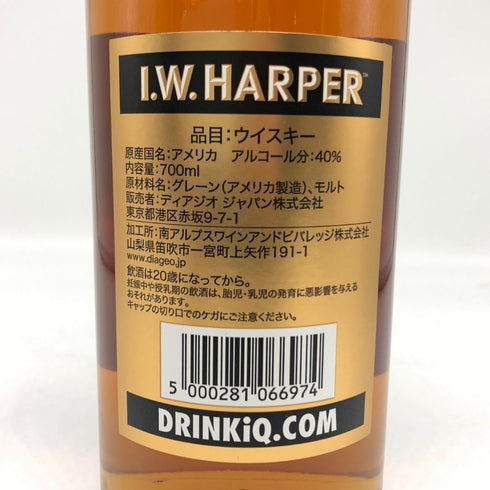 I.W. HARPER™
品目：ウイスキー
原産国名：アメリカ　アルコール分：40%
内容量：700ml
原材料名：グレーン（アメリカ製造）、モルト
販売者：ディアジオ ジャパン株式会社
東京都港区赤坂9-7-1
加工所：南アルプスワインアンドビバレッジ株式会社
山梨県笛吹市一宮町上矢作191-1
www.diageo.jp
飲酒は20歳になってから。
妊娠中や授乳期の飲酒は、胎児・乳児の発育に悪影響を与える
おそれがあります。
キャップの切り口でのケガにご注意ください。
5 000281 066974
DRINKiQ.COM